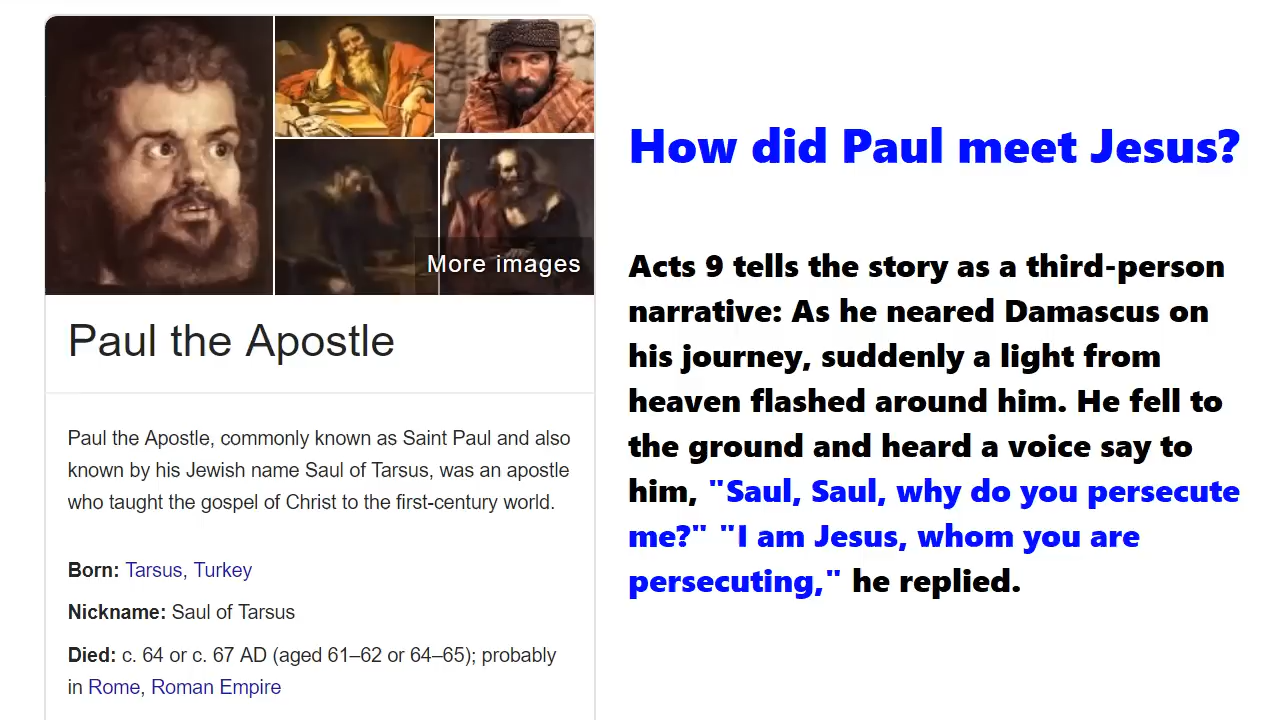 More images
Paul the Apostle
Paul the Apostle, commonly known as Saint Paul and also
known by his Jewish name Saul of Tarsus, was an apostle
who taught the gospel of Christ to the first-century world.
Born: Tarsus, Turkey
Nickname: Saul of Tarsus
Died: c. 64 or c. 67 AD (aged 61–62 or 64–65); probably
in Rome, Roman Empire
How did Paul meet Jesus?
Acts 9 tells the story as a third-person
narrative: As he neared Damascus on
his journey, suddenly a light from
heaven flashed around him. He fell to
the ground and heard a voice say to
him, "Saul, Saul, why do you persecute
me?" "I am Jesus, whom you are
persecuting," he replied.